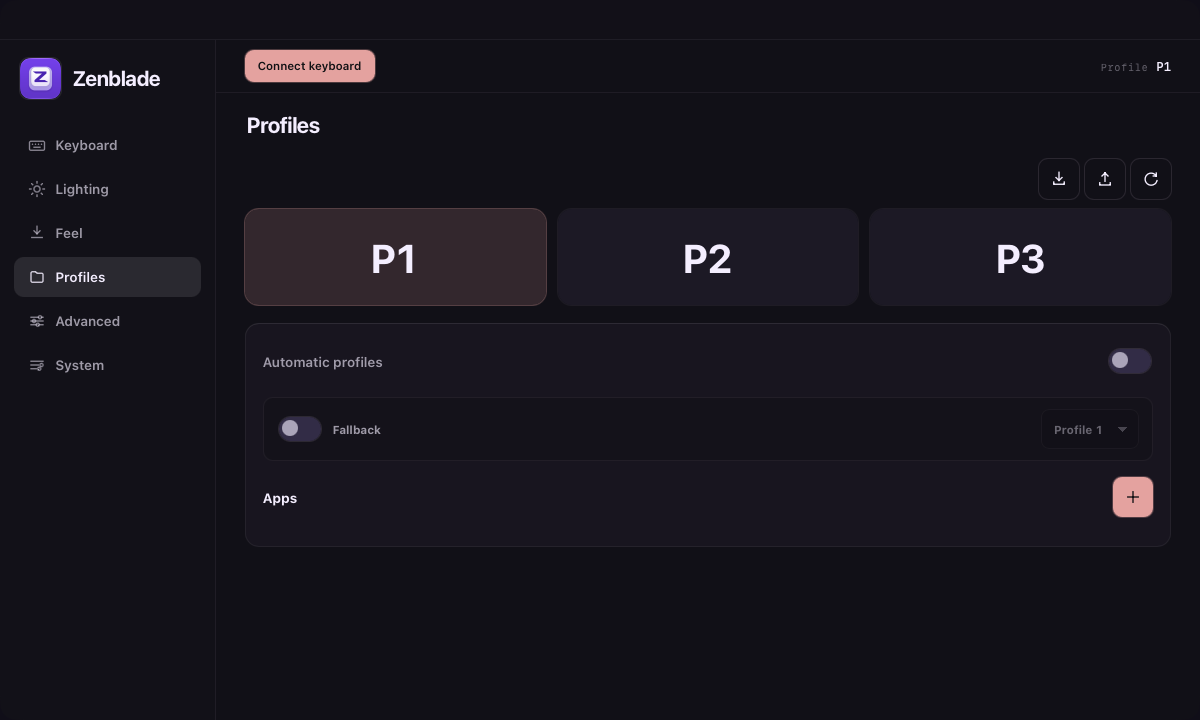 Zenblade
Connect keyboard
Profile P1
Keyboard
Lighting
Feel
Profiles
Advanced
System
Profiles
P1
P2
P3
Automatic profiles
Fallback
Profile 1
Apps